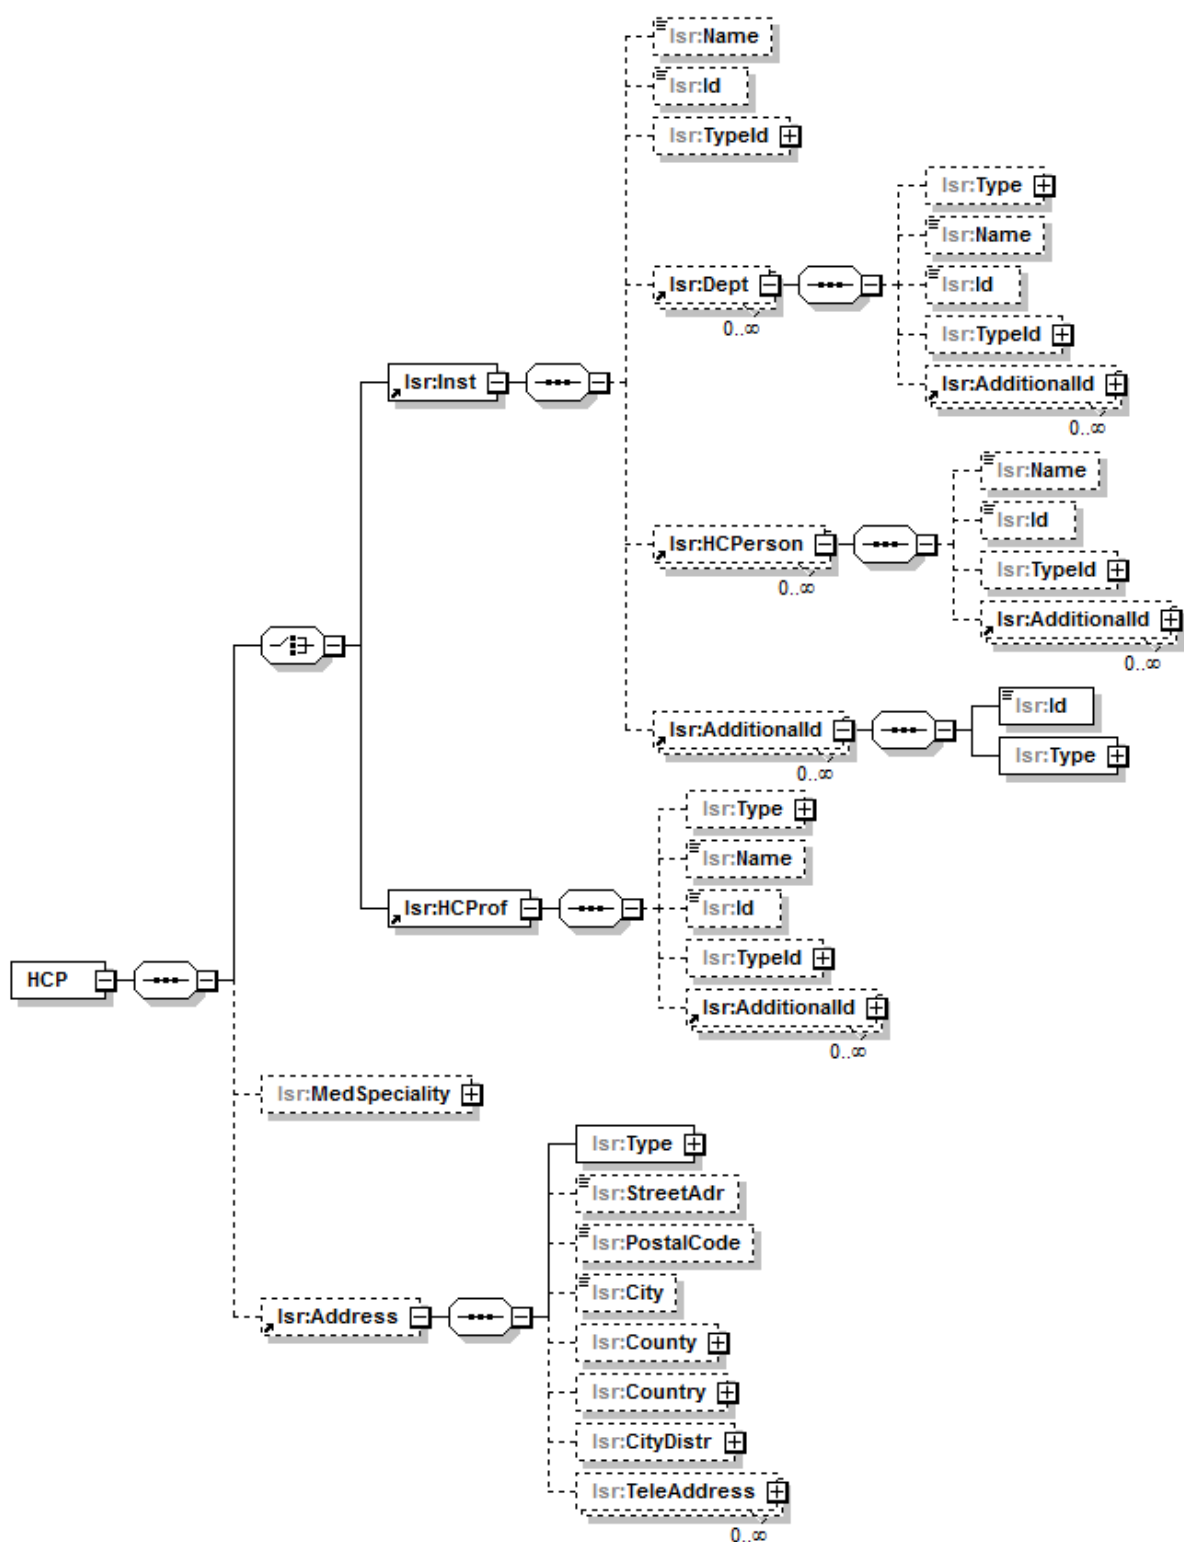 lsr:Name
lsr:Id
lsr:TypeId
lsr:Type
lsr:Name
lsr:Dept
lsr:Id
0..∞
lsr:TypeId
lsr:Inst
lsr:AdditionalId
0..∞
lsr:Name
lsr:Id
lsr:HCPerson
0..∞
lsr:TypeId
lsr:AdditionalId
0..∞
lsr:Id
lsr:AdditionalId
0..∞
lsr:Type
lsr:Type
lsr:Name
lsr:HCProf
lsr:Id
lsr:TypeId
HCP
lsr:AdditionalId
0..∞
lsr:MedSpeciality
lsr:Type
lsr:StreetAdr
lsr:PostalCode
lsr:City
lsr:Address
lsr:County
lsr:Country
lsr:CityDistr
lsr:TeleAddress
0..∞